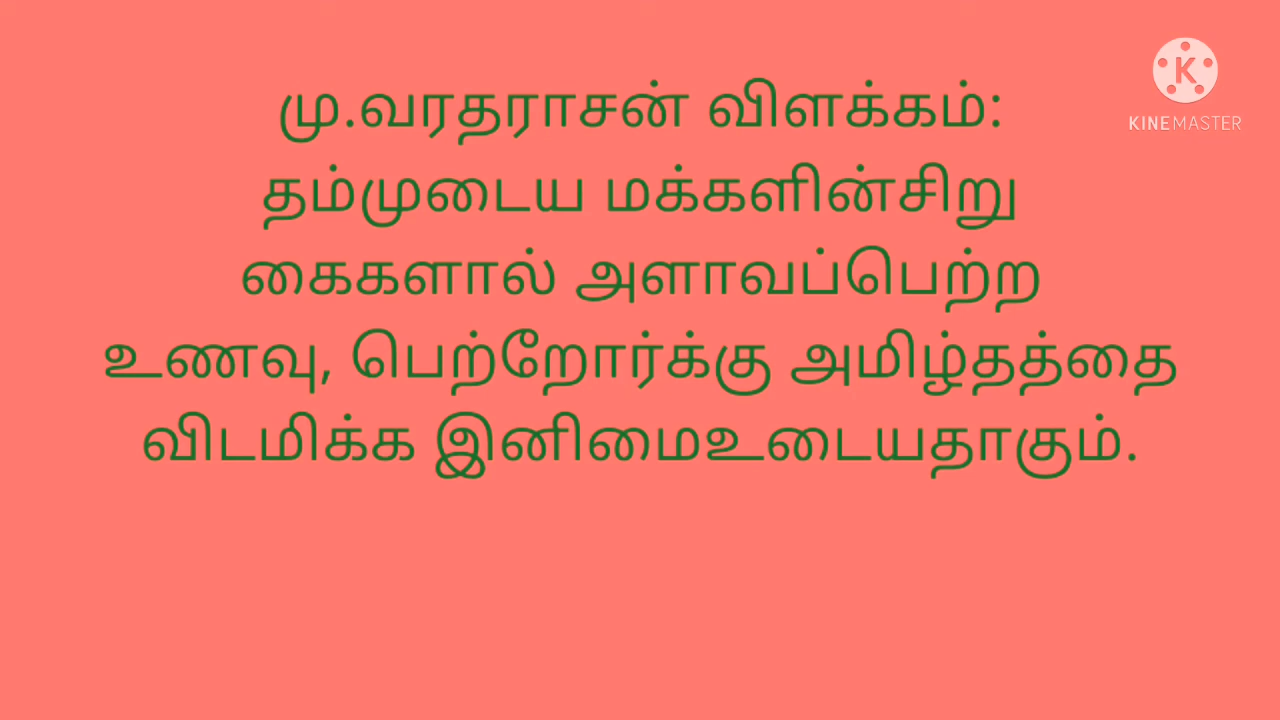 மு.வரதராசன் விளக்கம்:
தம்முடைய மக்களின்சிறு
கைகளால் அளாவப்பெற்ற
உணவு, பெற்றோர்க்கு அமிழ்தத்தை
விடமிக்க இனிமைஉடையதாகும்.
K
KINEMASTER